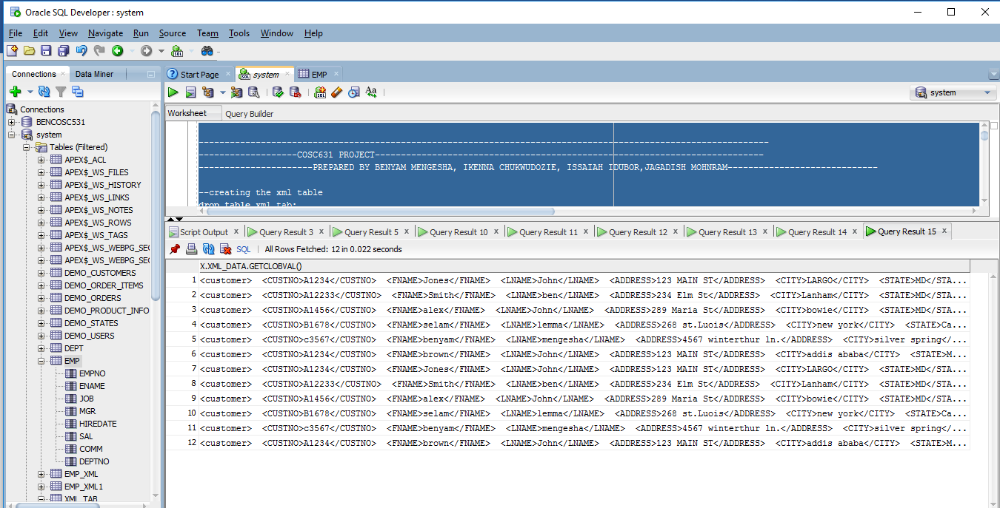 Oracle SQL Developer : system
File Edit View Navigate Run Source Team Tools Window Help
Connections Data Miner
Start Page system EMP
system
Connections
BENCOSC531
system
Tables (Filtered)
APEX$_ACL
APEX$_WS_FILES
APEX$_WS_HISTORY
APEX$_WS_LINKS
APEX$_WS_NOTES
APEX$_WS_ROWS
APEX$_WS_TAGS
APEX$_WS_WEBPG_SEC
APEX$_WS_WEBPG_SEC
DEMO_CUSTOMERS
DEMO_ORDER_ITEMS
DEMO_ORDERS
DEMO_PRODUCT_INFO
DEMO_STATES
DEMO_USERS
DEPT
EMP
EMPNO
ENAME
JOB
MGR
HIREDATE
SAL
COMM
DEPTNO
EMP_XML
EMP_XML1
XML_TAB
Worksheet Query Builder
--------------------------------------------------------------------------------------------------------------
-------------------COSC631 PROJECT---------------------------------------------------------------------------
----------------------PREPARED BY BENYAM MENGESHA, IKENNA CHUKWUDOZIE, ISSAIAH IDUBOR,JAGADISH MOHNRAM-----------------------------
--creating the xml table
drop table xml_tab;
Script Output Query Result 3 Query Result 5 Query Result 10 Query Result 11 Query Result 12 Query Result 13 Query Result 14 Query Result 15
SQL All Rows Fetched: 12 in 0.022 seconds
X.XML_DATA.GETCLOBVAL()
1 <customer> <CUSTNO>A1234</CUSTNO> <FNAME>Jones</FNAME> <LNAME>John</LNAME> <ADDRESS>123 MAIN ST</ADDRESS> <CITY>LARGO</CITY> <STATE>MD</STA...
2 <customer> <CUSTNO>A12233</CUSTNO> <FNAME>Smith</FNAME> <LNAME>ben</LNAME> <ADDRESS>234 Elm St</ADDRESS> <CITY>Lanham</CITY> <STATE>MD</STA...
3 <customer> <CUSTNO>A1456</CUSTNO> <FNAME>alex</FNAME> <LNAME>John</LNAME> <ADDRESS>289 Maria St</ADDRESS> <CITY>bowie</CITY> <STATE>MD</STA...
4 <customer> <CUSTNO>B1678</CUSTNO> <FNAME>selam</FNAME> <LNAME>lemma</LNAME> <ADDRESS>268 st.Luois</ADDRESS> <CITY>new york</CITY> <STATE>Ca...
5 <customer> <CUSTNO>c3567</CUSTNO> <FNAME>benyam</FNAME> <LNAME>mengesha</LNAME> <ADDRESS>4567 winterthur ln.</ADDRESS> <CITY>silver spring</...
6 <customer> <CUSTNO>A1234</CUSTNO> <FNAME>brown</FNAME> <LNAME>John</LNAME> <ADDRESS>123 MAIN ST</ADDRESS> <CITY>addis ababa</CITY> <STATE>M...
7 <customer> <CUSTNO>A1234</CUSTNO> <FNAME>Jones</FNAME> <LNAME>John</LNAME> <ADDRESS>123 MAIN ST</ADDRESS> <CITY>LARGO</CITY> <STATE>MD</STA...
8 <customer> <CUSTNO>A12233</CUSTNO> <FNAME>Smith</FNAME> <LNAME>ben</LNAME> <ADDRESS>234 Elm St</ADDRESS> <CITY>Lanham</CITY> <STATE>MD</STA...
9 <customer> <CUSTNO>A1456</CUSTNO> <FNAME>alex</FNAME> <LNAME>John</LNAME> <ADDRESS>289 Maria St</ADDRESS> <CITY>bowie</CITY> <STATE>MD</STA...
10 <customer> <CUSTNO>B1678</CUSTNO> <FNAME>selam</FNAME> <LNAME>lemma</LNAME> <ADDRESS>268 st.Luois</ADDRESS> <CITY>new york</CITY> <STATE>Ca...
11 <customer> <CUSTNO>c3567</CUSTNO> <FNAME>benyam</FNAME> <LNAME>mengesha</LNAME> <ADDRESS>4567 winterthur ln.</ADDRESS> <CITY>silver spring</...
12 <customer> <CUSTNO>A1234</CUSTNO> <FNAME>brown</FNAME> <LNAME>John</LNAME> <ADDRESS>123 MAIN ST</ADDRESS> <CITY>addis ababa</CITY> <STATE>M...